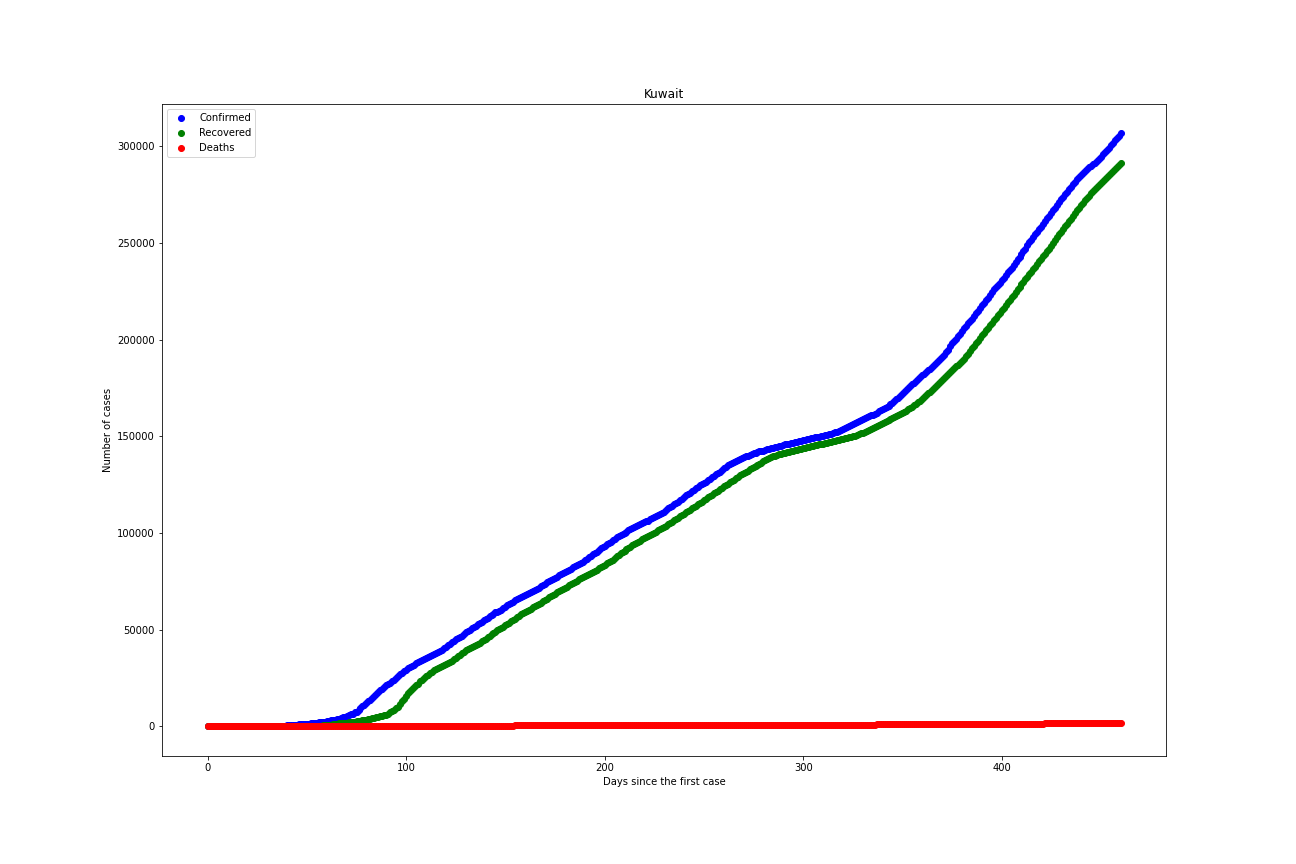 Kuwait
Confirmed
Recovered
Deaths
300000
250000
200000
150000
100000
50000
0
Number of cases
0 100 200 300 400
Days since the first case